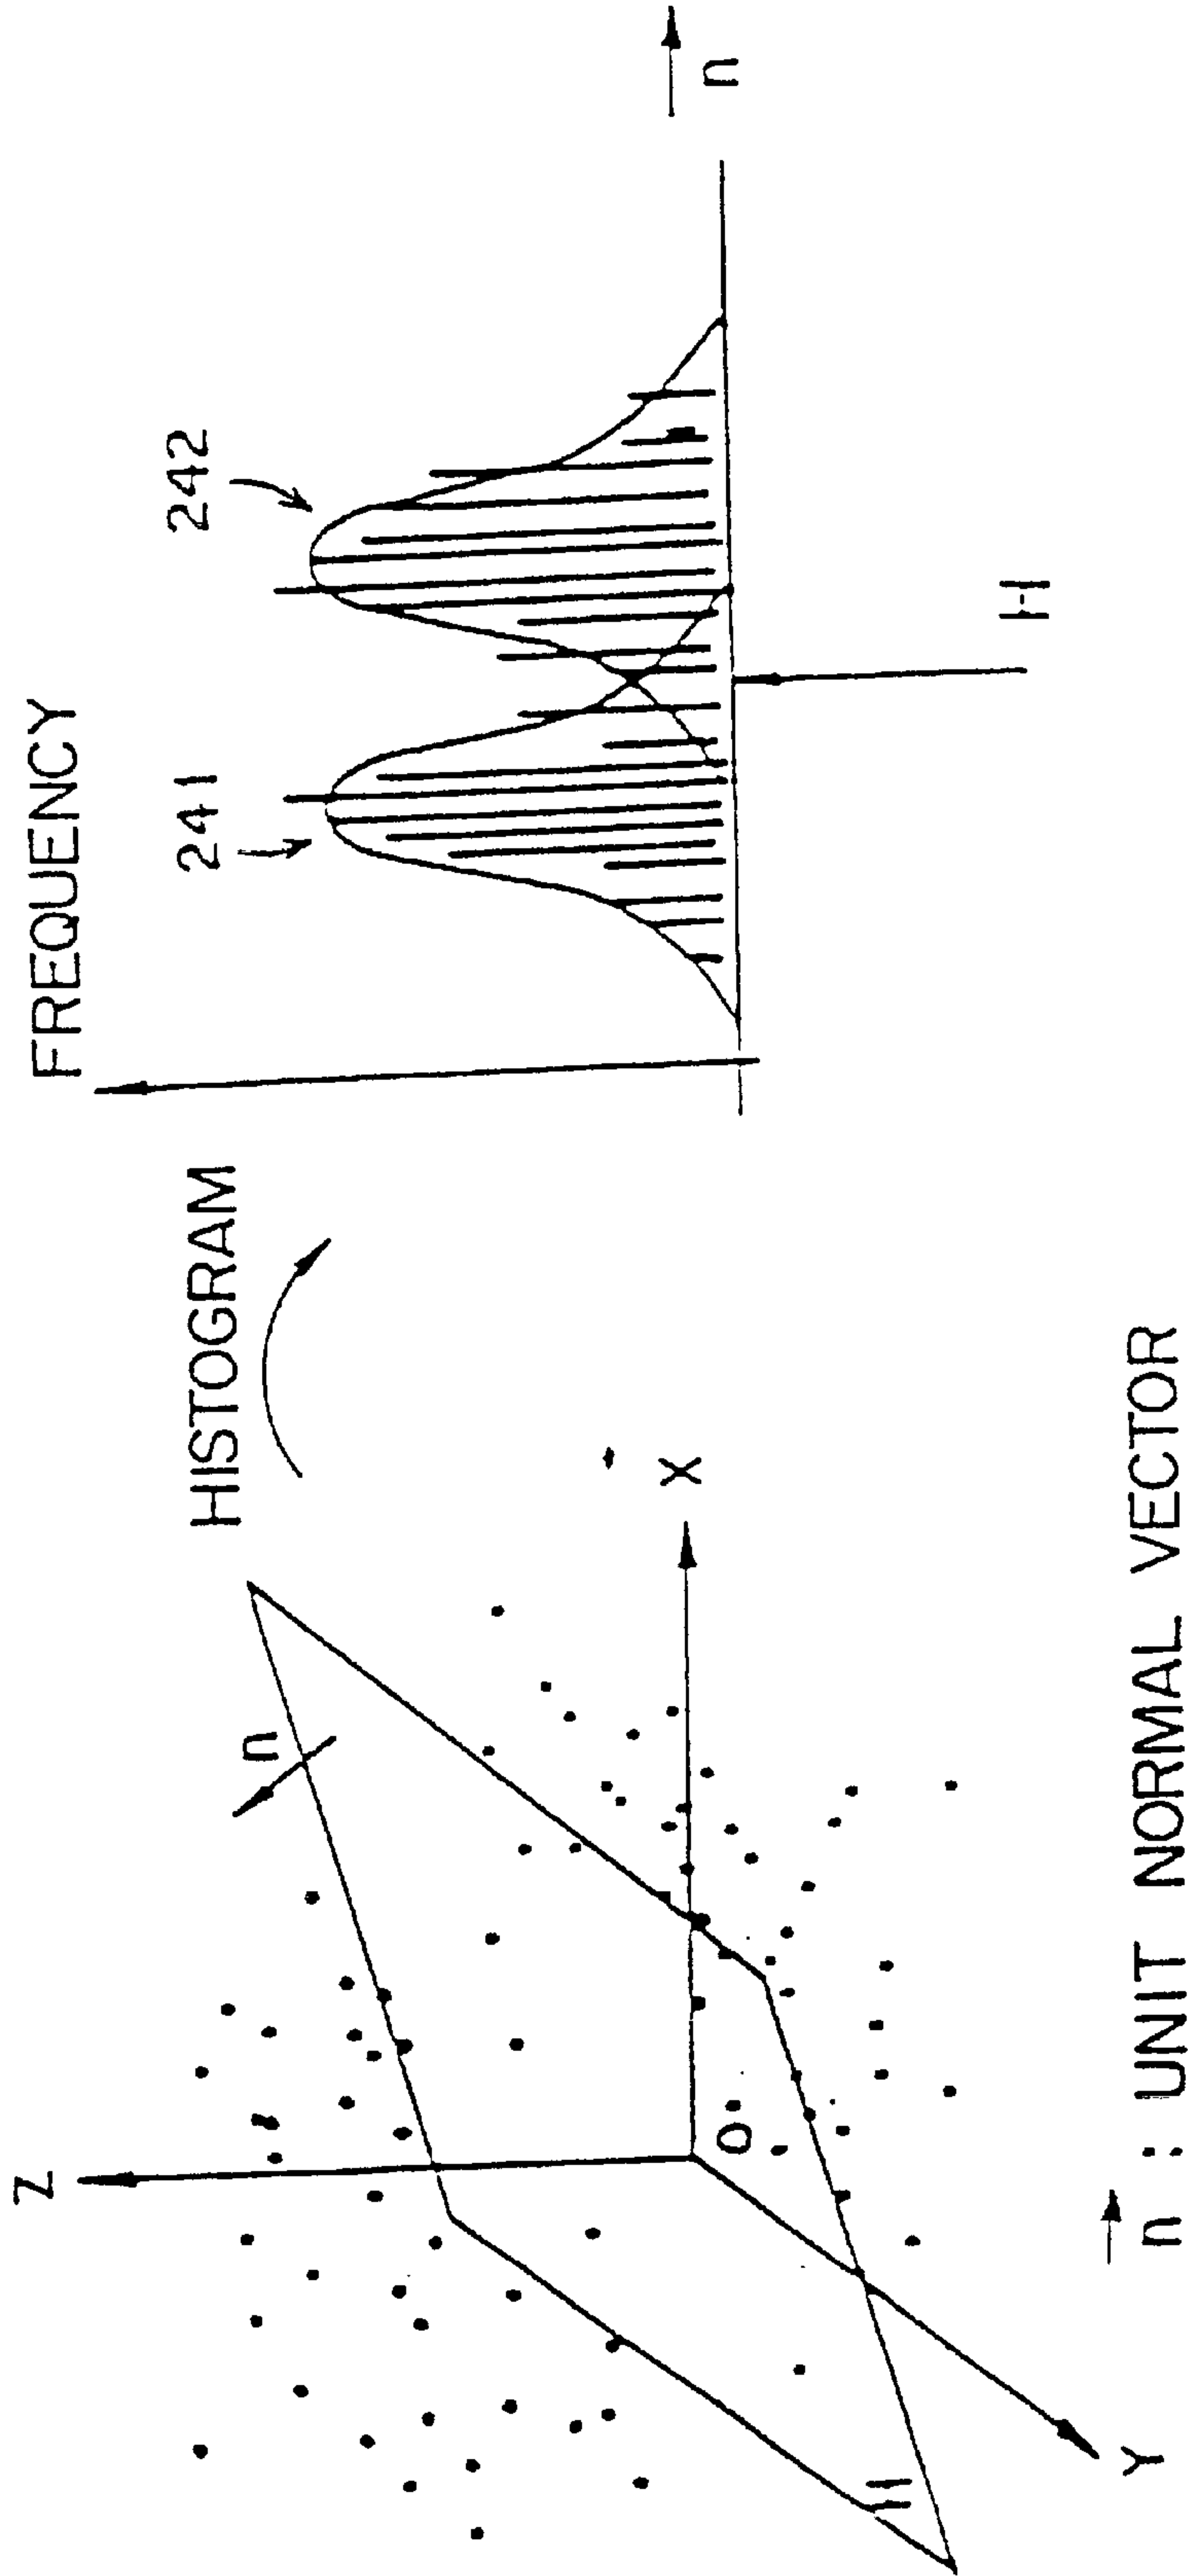 Z
n
X
O
Y
HISTOGRAM
FREQUENCY
241
242
n⃗
H
n⃗ : UNIT NORMAL VECTOR